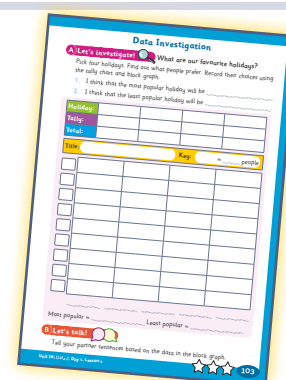 Data Investigation
A Let's investigate! What are our favourite holidays?
Pick four holidays. Find out what people prefer. Record their choices using
the tally chart and block graph.
1. I think that the most popular holiday will be
2. I think that the least popular holiday will be
Holiday:
Tally:
Total:
Title: Key: = people
Most popular = Least popular =
B Let's talk!
Tell your partner sentences based on the data in the block graph.
103